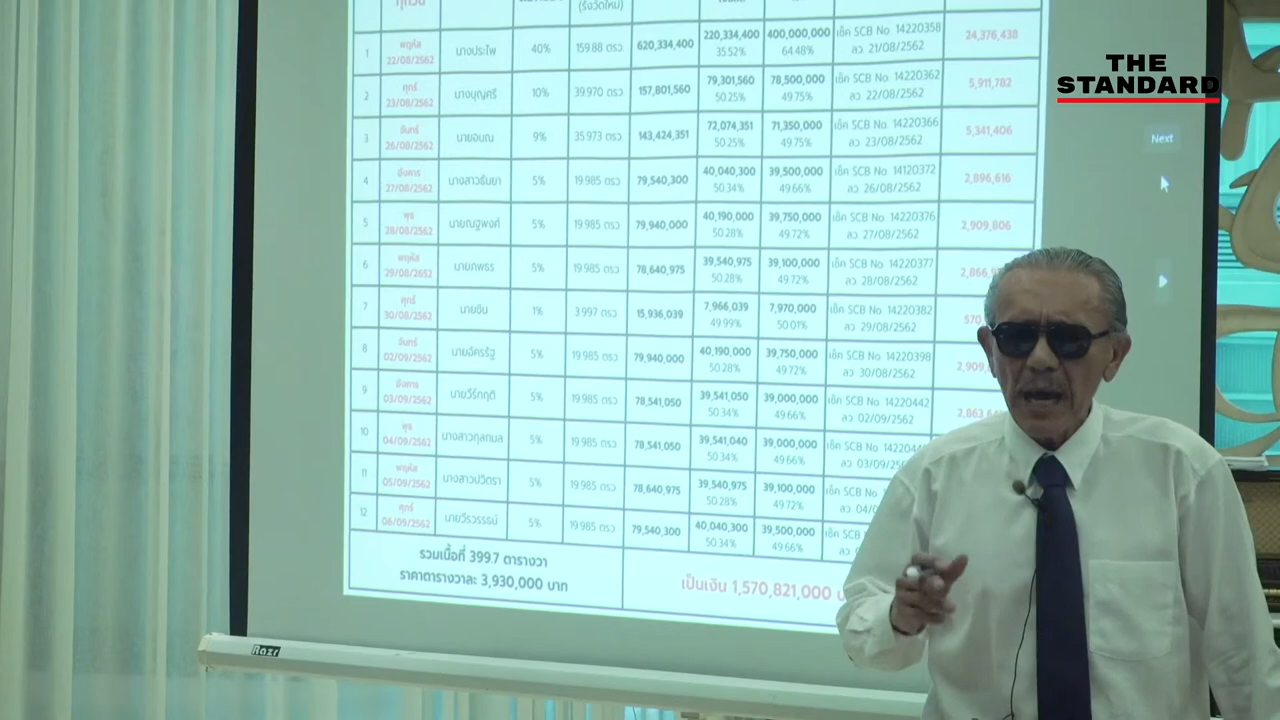 ทุกวัน
(รังวัดใหม่)
1 พฤหัส นางประไพ 40% 159.88 ตรว 620,334,400 220,334,400 400,000,000 เช็ค SCB No. 14220358 24,376,438
22/08/2562 35.52% 64.48% ลว 21/08/2562
2 ศุกร์ นางบุญศรี 10% 39.970 ตรว 157,801,560 79,301,560 78,500,000 เช็ค SCB No. 14220362 5,911,782
23/08/2562 50.25% 49.75% ลว 22/08/2562
3 จันทร์ นายอบณ 9% 35.973 ตรว 143,424,351 72,074,351 71,350,000 เช็ค SCB No. 14220366 5,341,406
26/08/2562 50.25% 49.75% ลว 23/08/2562
4 อังคาร นางสาวธันยา 5% 19.985 ตรว 79,540,300 40,040,300 39,500,000 เช็ค SCB No. 14120372 2,896,616
27/08/2562 50.34% 49.66% ลว 26/08/2562
5 พุธ นายณฐพงศ์ 5% 19.985 ตรว 79,940,000 40,190,000 39,750,000 เช็ค SCB No. 14220376 2,909,806
28/08/2562 50.28% 49.72% ลว 27/08/2562
6 พฤหัส นายภพธร 5% 19.985 ตรว 78,640,975 39,540,975 39,100,000 เช็ค SCB No. 14220377
29/08/2652 50.28% 49.72% ลว 28/08/2562
7 ศุกร์ นายชิน 1% 3.997 ตรว 15,936,039 7,966,039 7,970,000 เช็ค SCB No. 14220382
30/08/2562 49.99% 50.01% ลว 29/08/2562
8 จันทร์ นายอัครรัฐ 5% 19.985 ตรว 79,940,000 40,190,000 39,750,000 เช็ค SCB No. 14220398
02/09/2562 50.28% 49.72% ลว 30/08/2562
9 อังคาร นายวีร์กฤติ 5% 19.985 ตรว 78,541,050 39,541,050 39,000,000 เช็ค SCB No. 14220442
03/09/2562 50.34% 49.66% ลว 02/09/2562
10 พุธ นางสาวกุลกมล 5% 19.985 ตรว 78,541,050 39,541,040 39,000,000 เช็ค SCB No.
04/09/2562 50.34% 49.66% ลว
11 พฤหัส นางสาวปวิตรา 5% 19.985 ตรว 78,640,975 39,540,975 39,100,000 เช็ค SCB No.
05/09/2562 50.28% 49.72% ลว
12 ศุกร์ นายวีรวรรธน์ 5% 19.985 ตรว 79,540,300 40,040,300 39,500,000 เช็ค SCB
06/09/2562 50.34% 49.66%
รวมเนื้อที่ 399.7 ตารางวา
ราคาตารางวาละ 3,930,000 บาท
เป็นเงิน 1,570,821,000
THE
STANDARD
Next
Razr